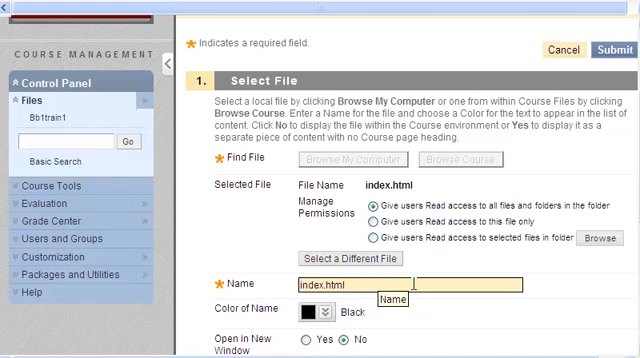 Indicates a required field.
Cancel
Submit
COURSE MANAGEMENT
Control Panel
Files
Bb1train1
Go
Basic Search
Course Tools
Evaluation
Grade Center
Users and Groups
Customization
Packages and Utilities
Help
1. Select File
Select a local file by clicking Browse My Computer or one from within Course Files by clicking
Browse Course. Enter a Name for the file and choose a Color for the text to appear in the list of
content. Click No to display the file within the Course environment or Yes to display it as a
separate piece of content with no Course page heading.
Find File
Browse My Computer
Browse Course
Selected File
File Name
index.html
Manage
Permissions
Give users Read access to all files and folders in the folder
Give users Read access to this file only
Give users Read access to selected files in folder
Browse
Select a Different File
Name
index.html
Name
Color of Name
Black
Open in New
Window
Yes
No